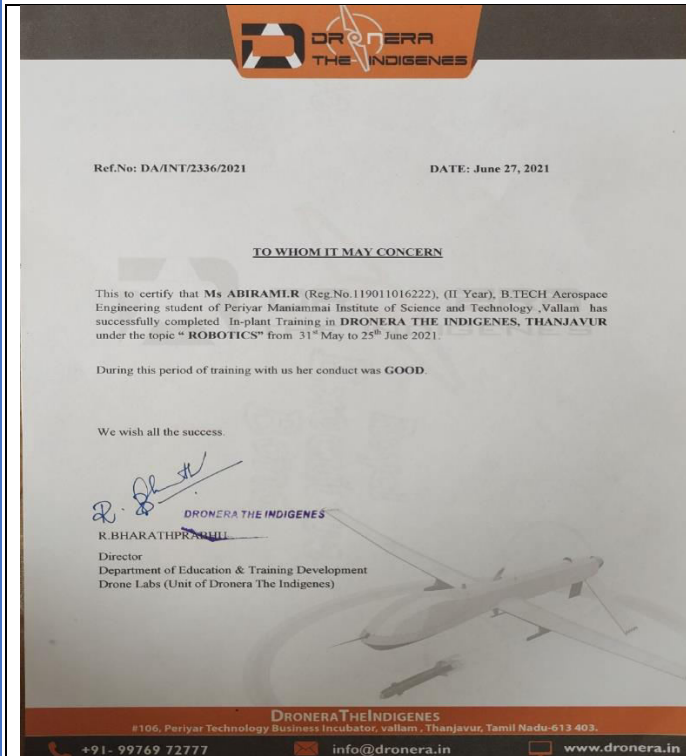 DRONERA
THE INDIGENES
Ref.No: DA/INT/2336/2021 DATE: June 27, 2021
TO WHOM IT MAY CONCERN
This to certify that Ms ABIRAMI.R (Reg.No.119011016222), (II Year), B.TECH Aerospace
Engineering student of Periyar Maniammai Institute of Science and Technology ,Vallam has
successfully completed In-plant Training in DRONERA THE INDIGENES, THANJAVUR
under the topic “ ROBOTICS” from 31st May to 25th June 2021.
During this period of training with us her conduct was GOOD.
We wish all the success.
DRONERA THE INDIGENES
R.BHARATHPRABHU
Director
Department of Education & Training Development
Drone Labs (Unit of Dronera The Indigenes)
DRONERATHEINDIGENES
#106, Periyar Technology Business Incubator, vallam , Thanjavur, Tamil Nadu-613 403.
+91- 99769 72777 info@dronera.in www.dronera.in